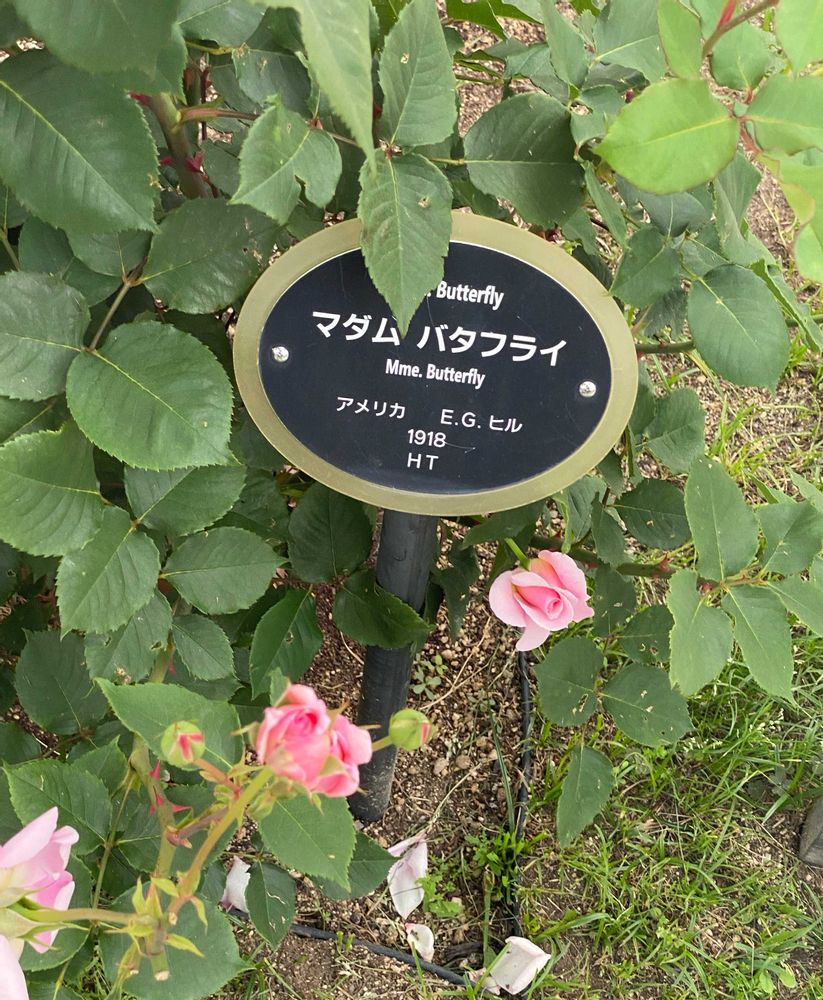 Butterfly
マダム バタフライ
Mme. Butterfly
アメリカ E.G. ヒル
1918
HT